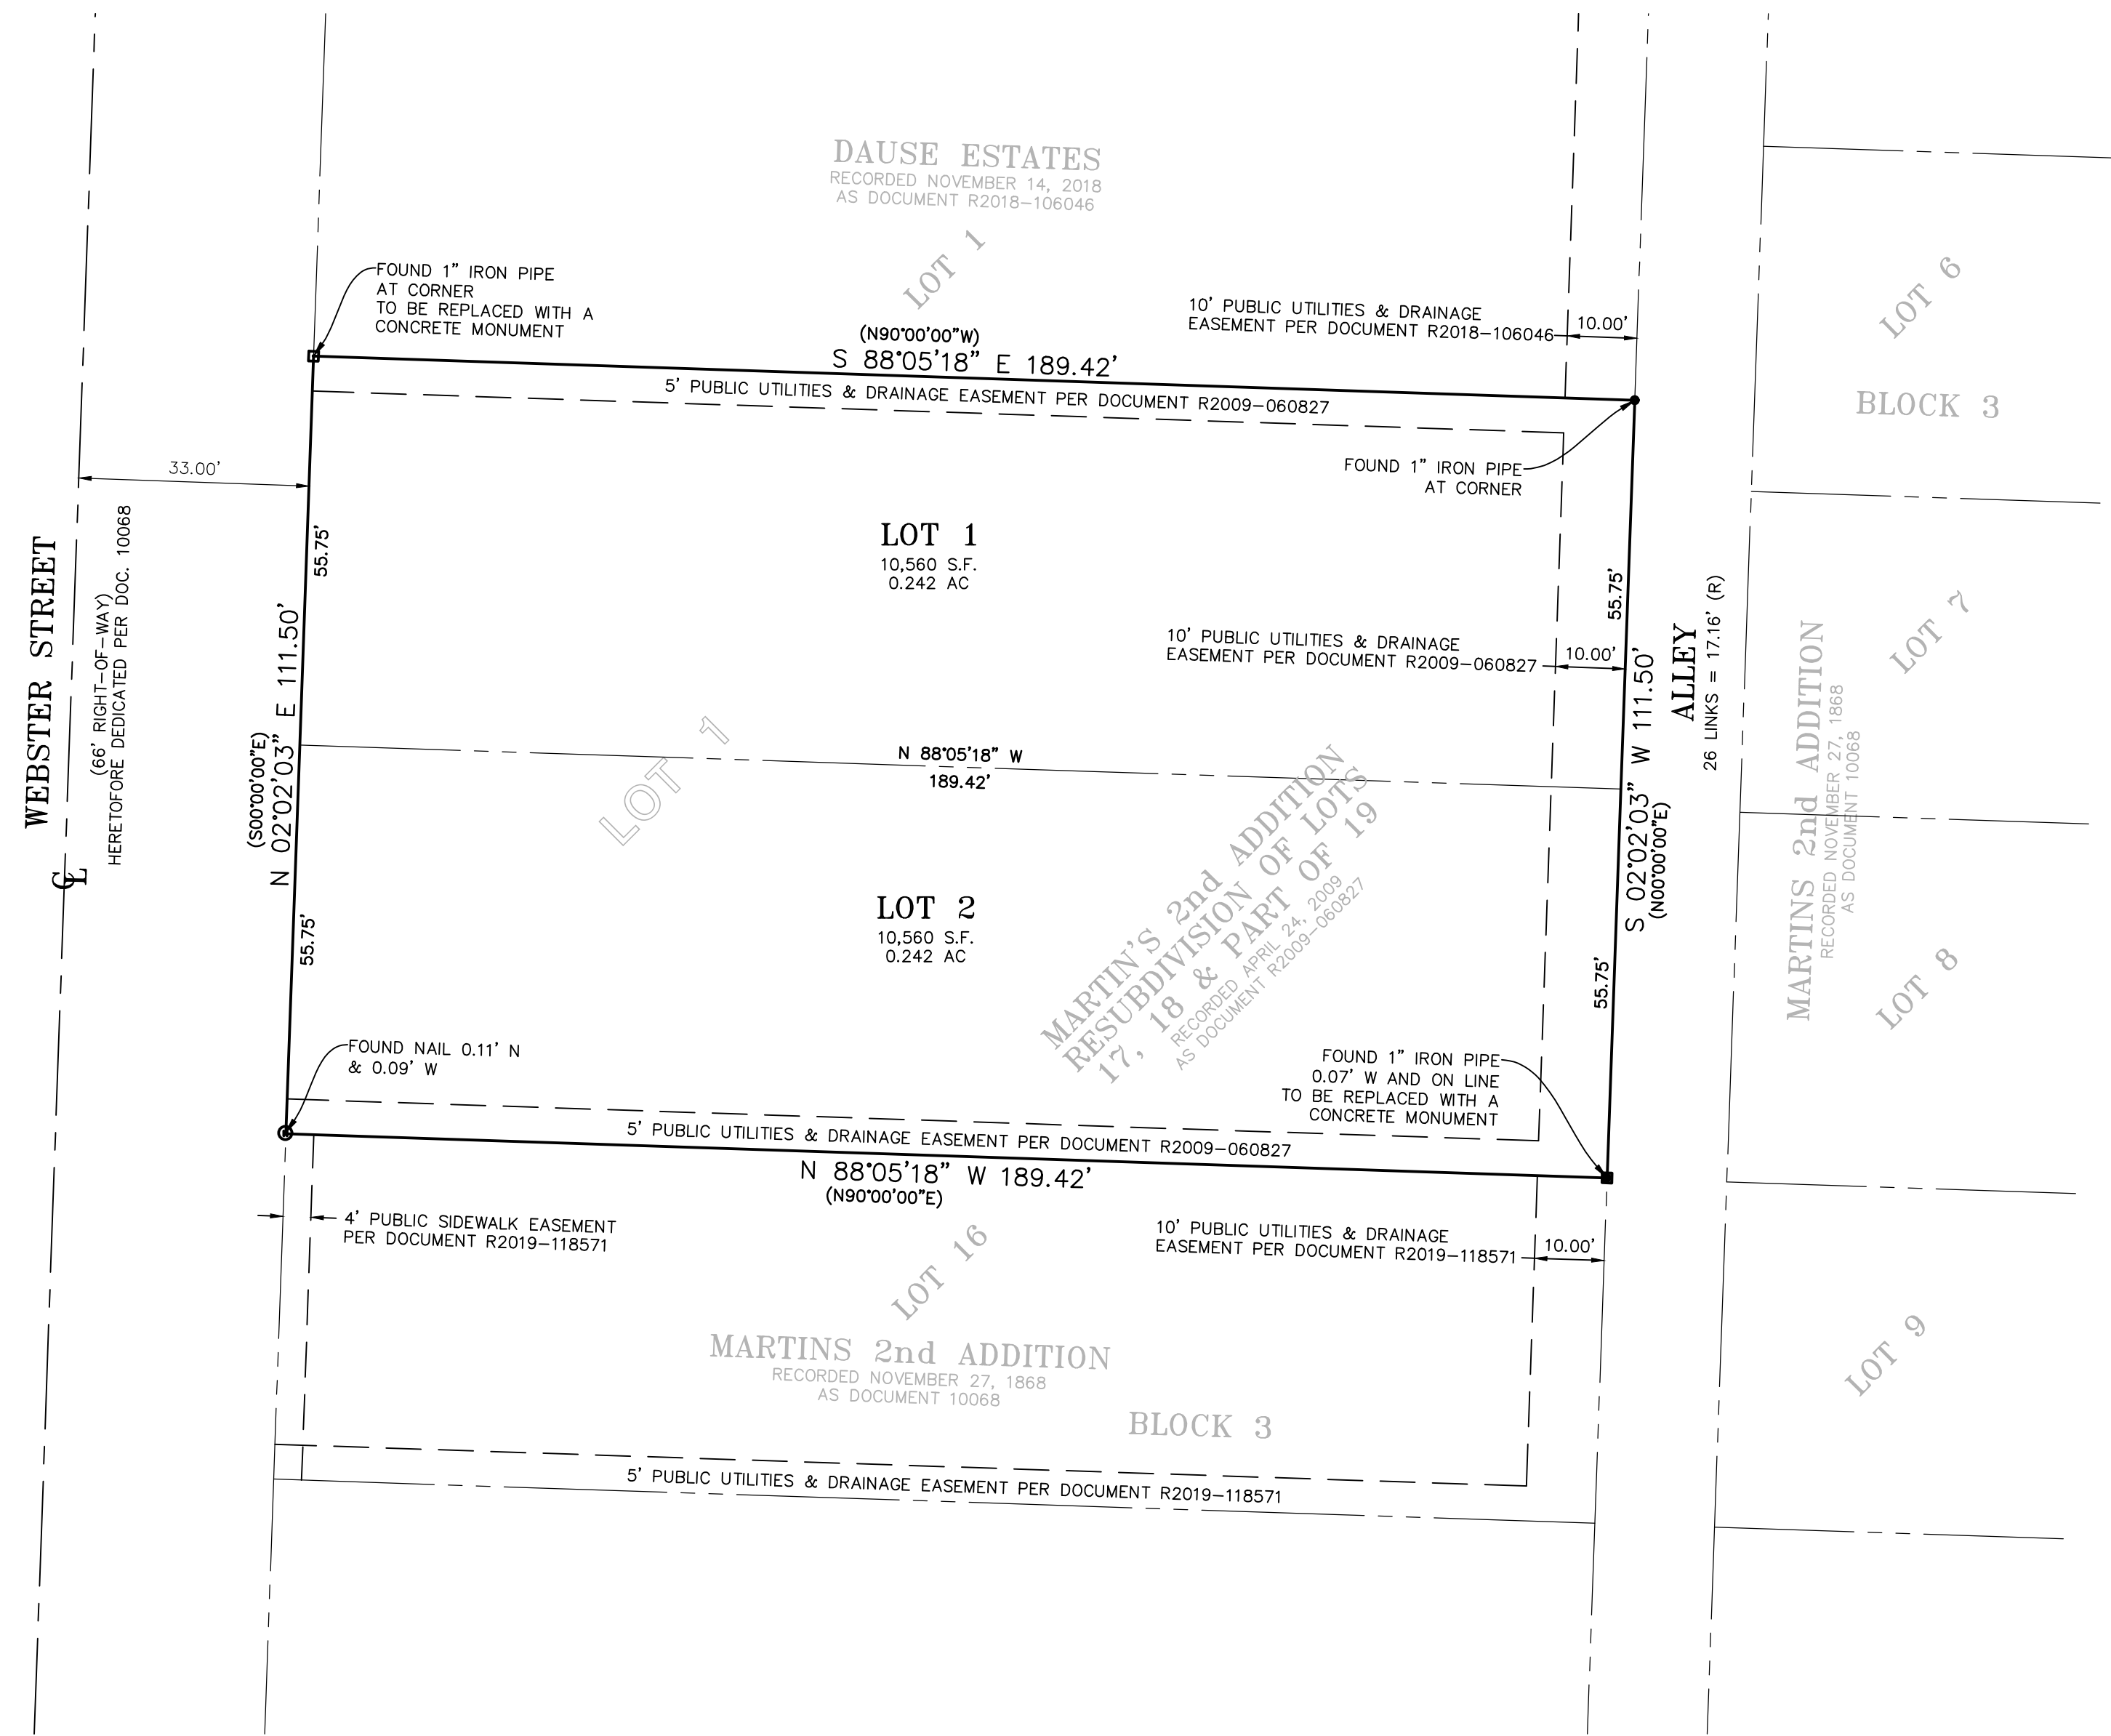 DAUSE ESTATES
RECORDED NOVEMBER 14, 2018
AS DOCUMENT R2018-106046
LOT 1
FOUND 1" IRON PIPE
AT CORNER
TO BE REPLACED WITH A
CONCRETE MONUMENT
10' PUBLIC UTILITIES & DRAINAGE
EASEMENT PER DOCUMENT R2018-106046
10.00'
(N90°00'00"W)
S 88°05'18" E 189.42'
5' PUBLIC UTILITIES & DRAINAGE EASEMENT PER DOCUMENT R2009-060827
FOUND 1" IRON PIPE
AT CORNER
LOT 6
BLOCK 3
33.00'
WEBSTER STREET
(66' RIGHT-OF-WAY)
HERETOFORE DEDICATED PER DOC. 10068
CL
55.75'
(S00°00'00"E)
N 02°02'03" E 111.50'
55.75'
LOT 1
10,560 S.F.
0.242 AC
10' PUBLIC UTILITIES & DRAINAGE
EASEMENT PER DOCUMENT R2009-060827
10.00'
55.75'
S 02°02'03" W 111.50'
(N00°00'00"E)
55.75'
ALLEY
26 LINKS = 17.16' (R)
LOT 7
MARTINS 2nd ADDITION
RECORDED NOVEMBER 27, 1868
AS DOCUMENT 10068
LOT 1
N 88°05'18" W
189.42'
LOT 2
10,560 S.F.
0.242 AC
MARTIN'S 2nd ADDITION
RESUBDIVISION OF LOTS
17, 18 & PART OF 19
RECORDED APRIL 24, 2009
AS DOCUMENT R2009-060827
LOT 8
FOUND NAIL 0.11' N
& 0.09' W
FOUND 1" IRON PIPE
0.07' W AND ON LINE
TO BE REPLACED WITH A
CONCRETE MONUMENT
5' PUBLIC UTILITIES & DRAINAGE EASEMENT PER DOCUMENT R2009-060827
N 88°05'18" W 189.42'
(N90°00'00"E)
4' PUBLIC SIDEWALK EASEMENT
PER DOCUMENT R2019-118571
10' PUBLIC UTILITIES & DRAINAGE
EASEMENT PER DOCUMENT R2019-118571
10.00'
LOT 16
LOT 9
MARTINS 2nd ADDITION
RECORDED NOVEMBER 27, 1868
AS DOCUMENT 10068
BLOCK 3
5' PUBLIC UTILITIES & DRAINAGE EASEMENT PER DOCUMENT R2019-118571